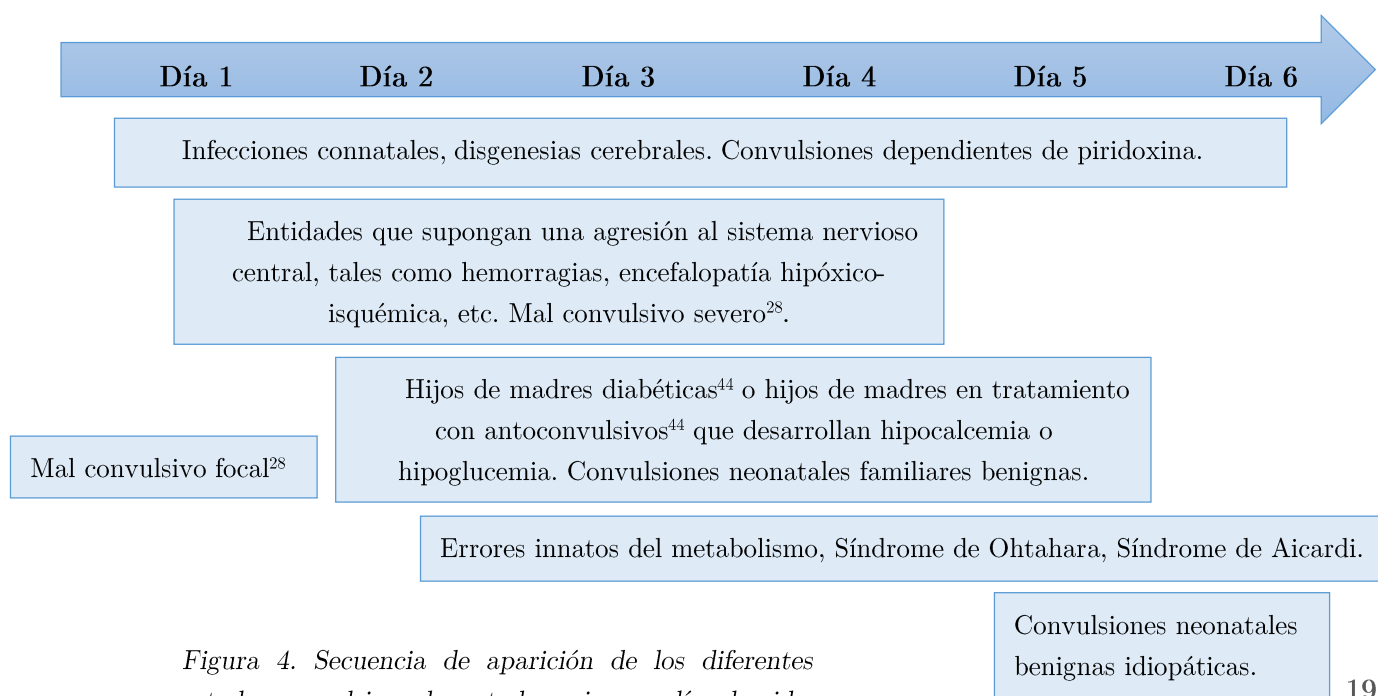 Día 1 Día 2 Día 3 Día 4 Día 5 Día 6
Infecciones connatales, disgenesias cerebrales. Convulsiones dependientes de piridoxina.
Entidades que supongan una agresión al sistema nervioso
central, tales como hemorragias, encefalopatía hipóxico-
isquémica, etc. Mal convulsivo severo²⁸.
Hijos de madres diabéticas⁴⁴ o hijos de madres en tratamiento
con antoconvulsivos⁴⁴ que desarrollan hipocalcemia o
hipoglucemia. Convulsiones neonatales familiares benignas.
Mal convulsivo focal²⁸
Errores innatos del metabolismo, Síndrome de Ohtahara, Síndrome de Aicardi.
Convulsiones neonatales
benignas idiopáticas.
Figura 4. Secuencia de aparición de los diferentes
19